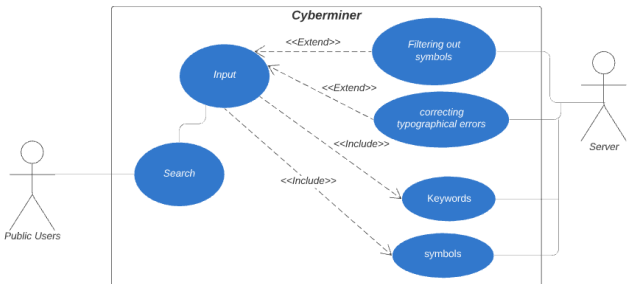 Cyberminer
<<Extend>>
Filtering out
symbols
Input
<<Extend>>
correcting
typographical errors
Server
<<Include>>
Search
<<Include>>
Keywords
Public Users
symbols